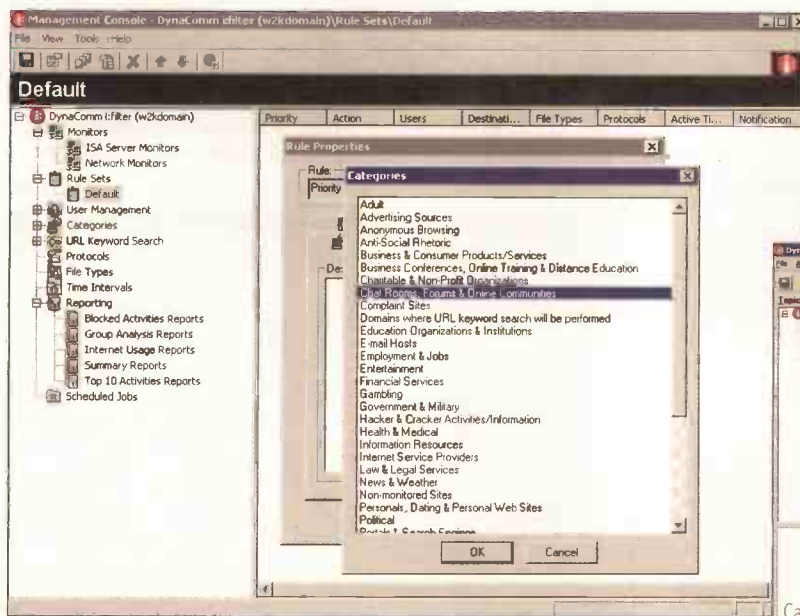 Management Console - DynaComm i:filter (w2kdomain)\Rule Sets\Default
File View Tools Help
Default
DynaComm i:filter (w2kdomain)
Monitors
ISA Server Monitors
Network Monitors
Rule Sets
Default
User Management
Categories
URL Keyword Search
Protocols
File Types
Time Intervals
Reporting
Blocked Activities Reports
Group Analysis Reports
Internet Usage Reports
Summary Reports
Top 10 Activities Reports
Scheduled Jobs
Priority Action Users Destinati... File Types Protocols Active Ti... Notification
Rule Properties
Rule
Priority
De
Categories
Adult
Advertising Sources
Anonymous Browsing
Anti-Social Rhetoric
Business & Consumer Products/Services
Business Conferences, Online Training & Distance Education
Charitable & Non-Profit Organizations
Chat Rooms, Forums & Online Communities
Complaint Sites
Domains where URL keyword search will be performed
Education Organizations & Institutions
E-mail Hosts
Employment & Jobs
Entertainment
Financial Services
Gambling
Government & Military
Hacker & Cracker Activities/Information
Health & Medical
Information Resources
Internet Service Providers
Law & Legal Services
News & Weather
Non-monitored Sites
Personals, Dating & Personal Web Sites
Political
Portals & Search Engines
OK Cancel
Ca